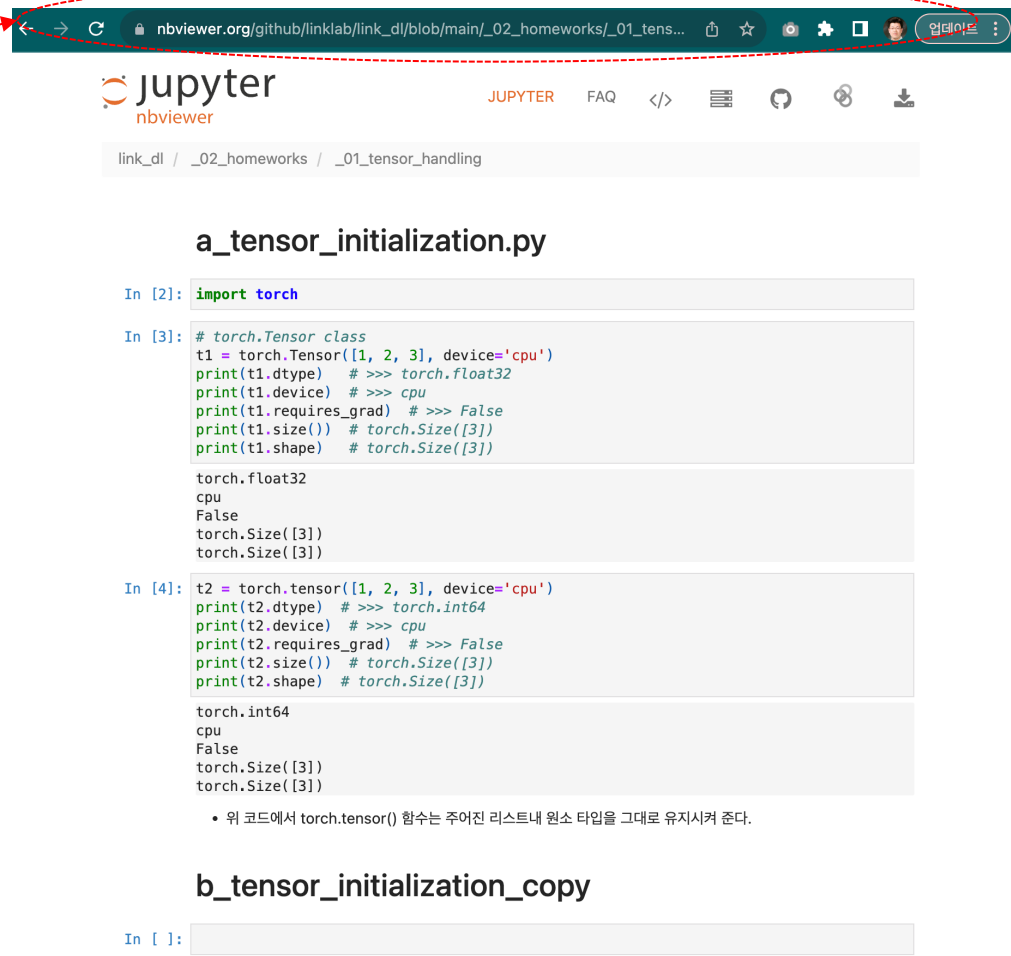 nbviewer.org/github/linklab/link_dl/blob/main/_02_homeworks/_01_tens...
업데이트
jupyter
nbviewer
JUPYTER FAQ </>
link_dl / _02_homeworks / _01_tensor_handling
a_tensor_initialization.py
In [2]: import torch
In [3]: # torch.Tensor class
t1 = torch.Tensor([1, 2, 3], device='cpu')
print(t1.dtype)   # >>> torch.float32
print(t1.device)  # >>> cpu
print(t1.requires_grad)  # >>> False
print(t1.size())  # torch.Size([3])
print(t1.shape)   # torch.Size([3])
torch.float32
cpu
False
torch.Size([3])
torch.Size([3])
In [4]: t2 = torch.tensor([1, 2, 3], device='cpu')
print(t2.dtype)  # >>> torch.int64
print(t2.device)  # >>> cpu
print(t2.requires_grad)  # >>> False
print(t2.size())  # torch.Size([3])
print(t2.shape)  # torch.Size([3])
torch.int64
cpu
False
torch.Size([3])
torch.Size([3])
• 위 코드에서 torch.tensor() 함수는 주어진 리스트내 원소 타입을 그대로 유지시켜 준다.
b_tensor_initialization_copy
In [ ]: